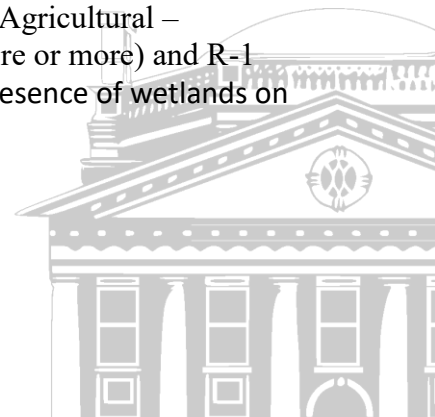 Agricultural –
re or more) and R-1
esence of wetlands on